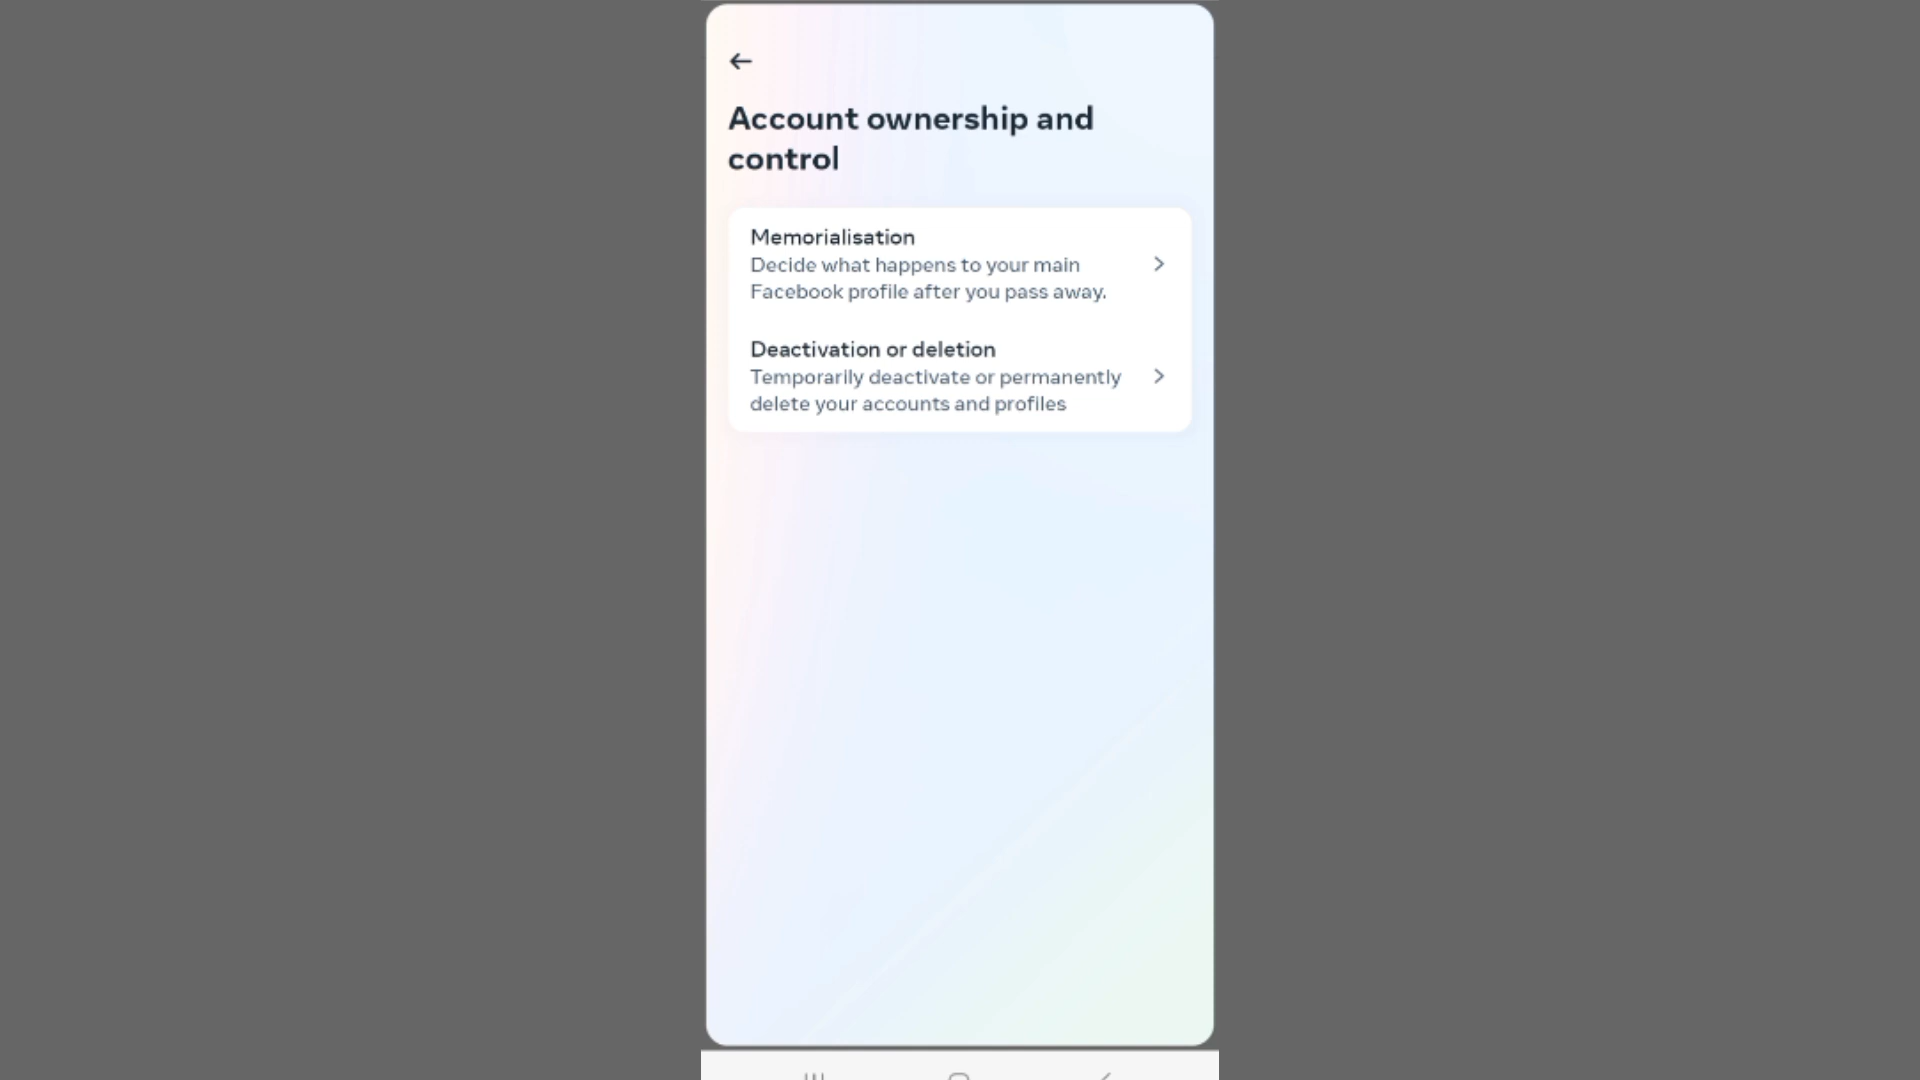 Account ownership and
control
Memorialisation
Decide what happens to your main
Facebook profile after you pass away.
Deactivation or deletion
Temporarily deactivate or permanently
delete your accounts and profiles